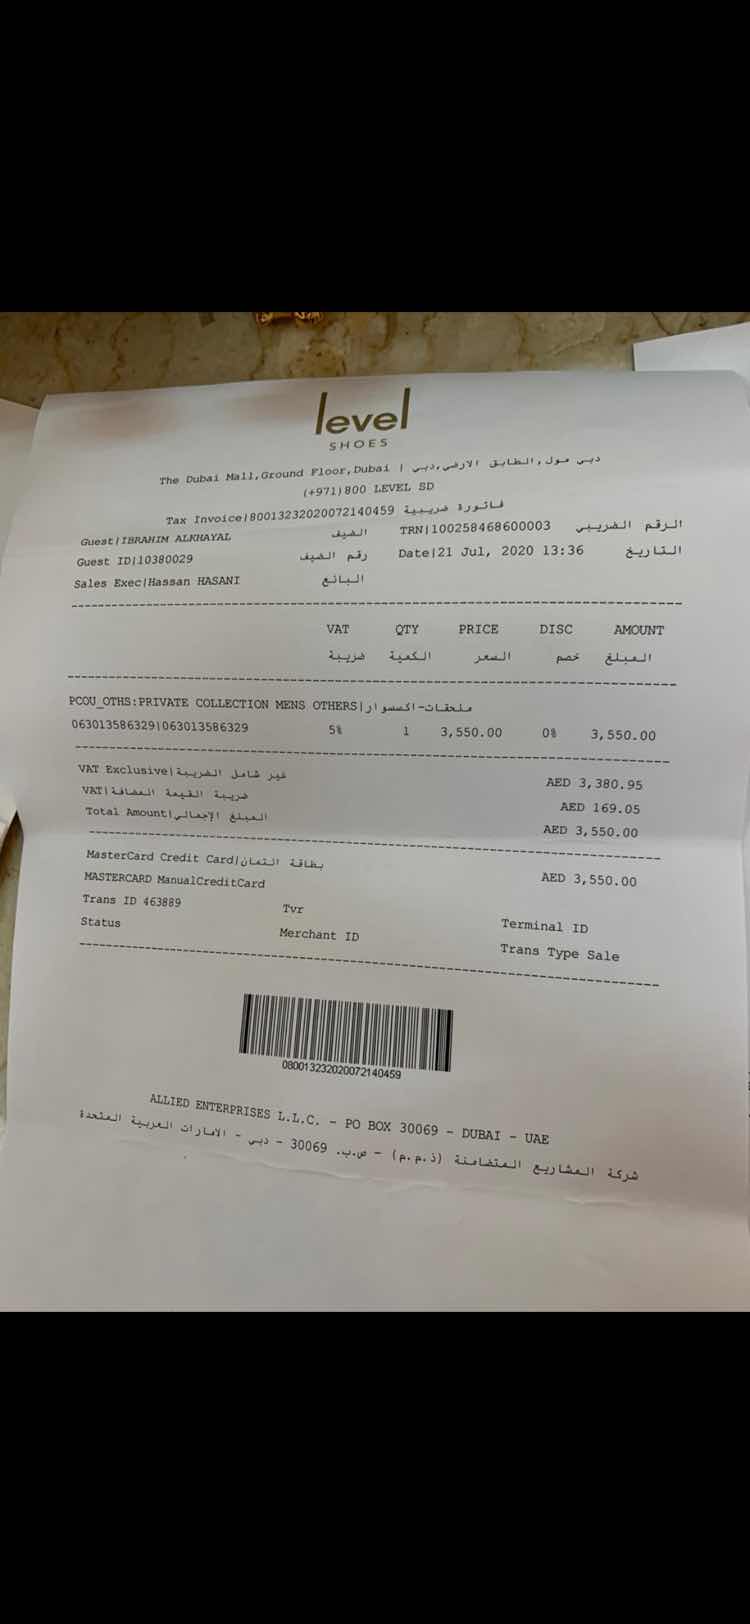 level
SHOES
The Dubai Mall,Ground Floor,Dubai | دبي مول,الطابق الارضي,دبي
(+971)800 LEVEL SD
Tax Invoice|80013232020072140459 فاتورة ضريبية
Guest|IBRAHIM ALKHAYAL الضيف TRN|100258468600003 الرقم الضريبي
Guest ID|10380029 رقم الضيف Date|21 Jul, 2020 13:36 التاريخ
Sales Exec|Hassan HASANI البائع
VAT QTY PRICE DISC AMOUNT
ضريبة الكمية السعر خصم المبلغ
PCOU_OTHS:PRIVATE COLLECTION MENS OTHERS|ملحقات-اكسسوار
063013586329|063013586329 5% 1 3,550.00 0% 3,550.00
VAT Exclusive|غير شامل الضريبة AED 3,380.95
VAT|ضريبة القيمة المضافة AED 169.05
Total Amount|المبلغ الإجمالي AED 3,550.00
MasterCard Credit Card|بطاقة ائتمان AED 3,550.00
MASTERCARD ManualCreditCard
Trans ID 463889 Tvr Terminal ID
Status Merchant ID Trans Type Sale
080013232020072140459
ALLIED ENTERPRISES L.L.C. - PO BOX 30069 - DUBAI - UAE
شركة المشاريع المتضامنة (ذ.م.م) - ص.ب. 30069 - دبي - الامارات العربية المتحدة